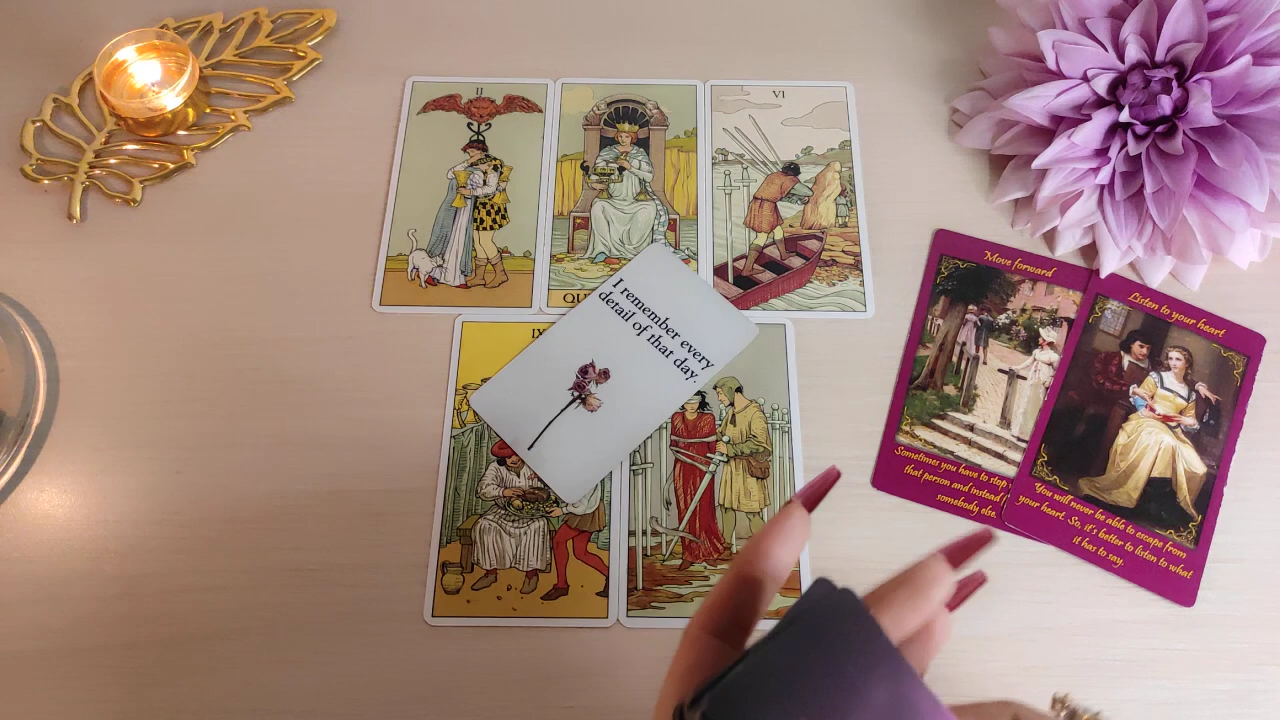 II
VI
QU
IX
I remember every
detail of that day.
Move forward
Sometimes you have to stop
that person and instead
somebody else.
Listen to your heart
You will never be able to escape from
your heart. So, it's better to listen to what
it has to say.